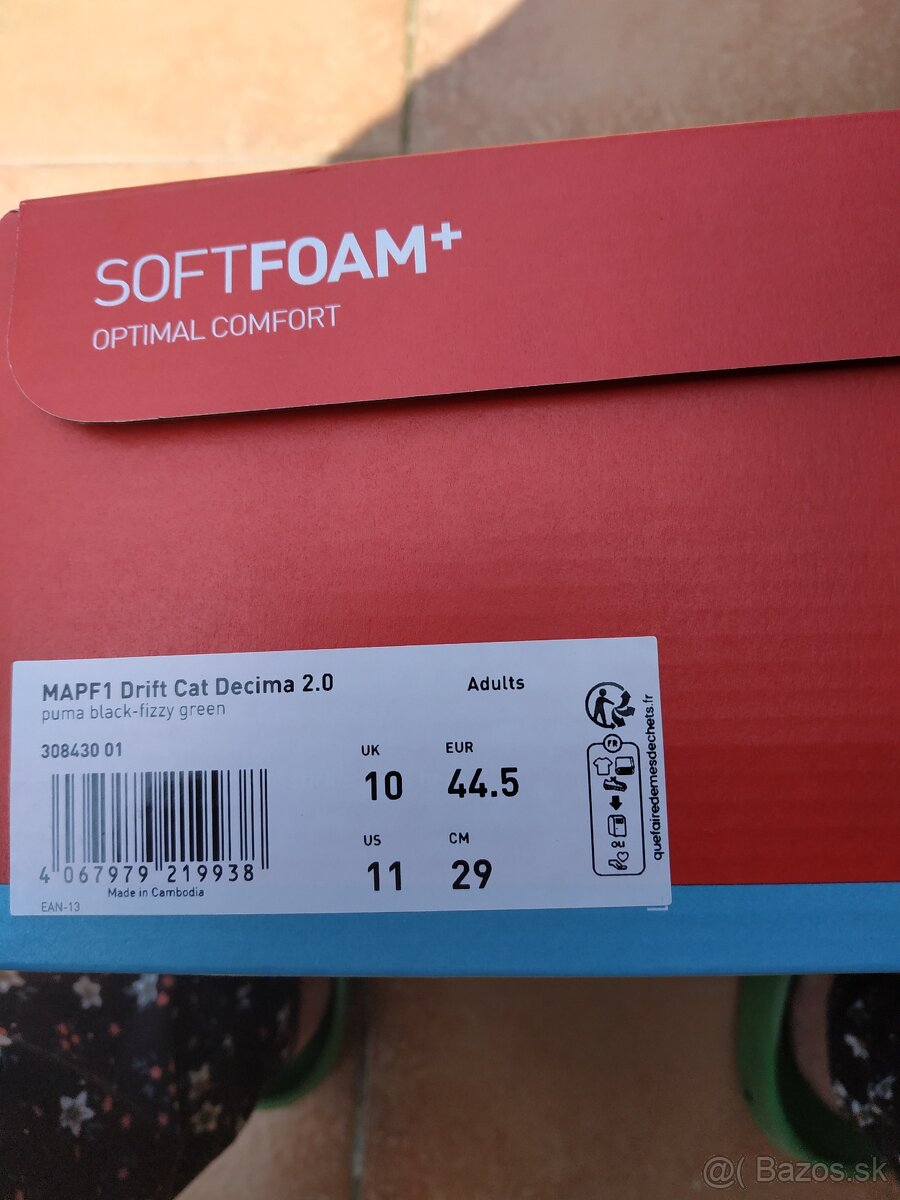 SOFTFOAM+
OPTIMAL COMFORT
MAPF1 Drift Cat Decima 2.0
puma black-fizzy green
Adults
308430 01
UK
EUR
10
44.5
US
CM
11
29
4 067979 219938
Made in Cambodia
EAN-13
FR
quefairedemesdechets.fr
@( Bazos.sk